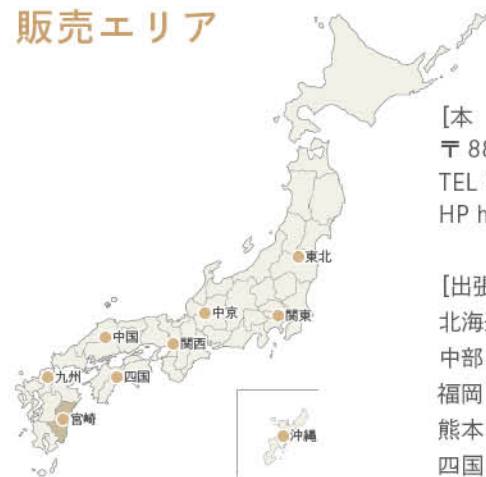 販売エリア
東北
中京
関東
中国
関西
九州
四国
宮崎
沖縄
[本
〒88
TEL
HP h
[出張
北海
中部
福岡
熊本
四国